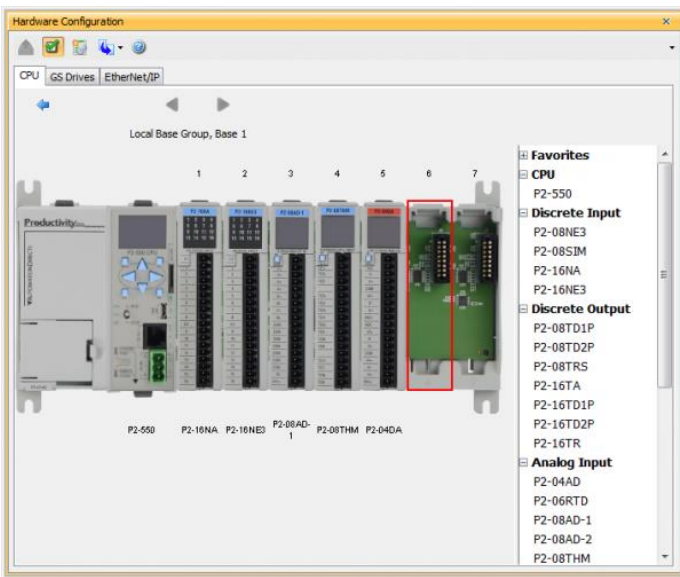 Hardware Configuration
CPU GS Drives EtherNet/IP
Local Base Group, Base 1
1 2 3 4 5 6 7
Productivity
P2-550 P2-16NA P2-16NE3 P2-08AD-1 P2-08THM P2-04DA
Favorites
CPU
P2-550
Discrete Input
P2-08NE3
P2-08SIM
P2-16NA
P2-16NE3
Discrete Output
P2-08TD1P
P2-08TD2P
P2-08TRS
P2-16TA
P2-16TD1P
P2-16TD2P
P2-16TR
Analog Input
P2-04AD
P2-06RTD
P2-08AD-1
P2-08AD-2
P2-08THM